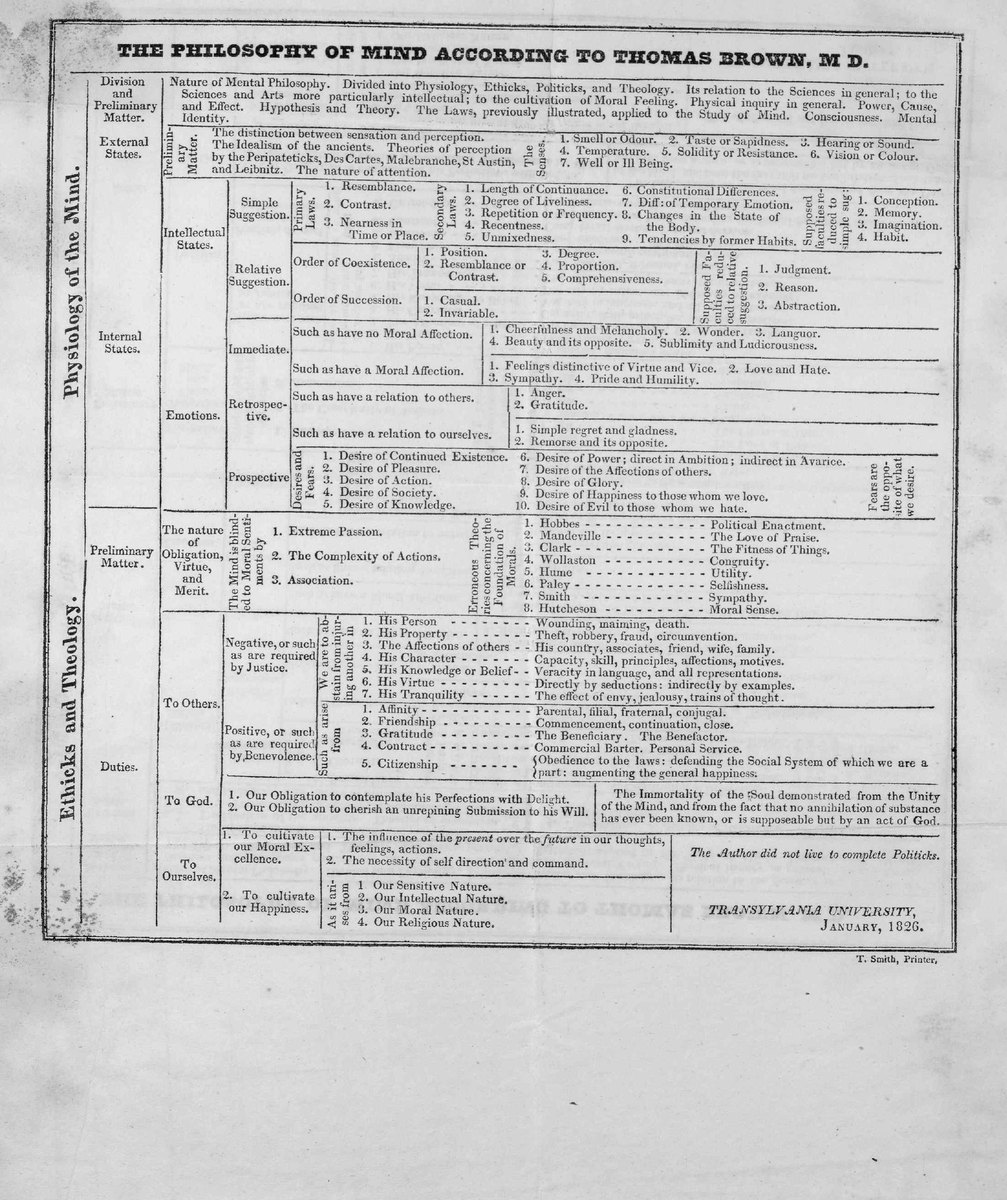 THE PHILOSOPHY OF MIND ACCORDING TO THOMAS BROWN, M D.
Physiology of the Mind.
Division
and
Preliminary
Matter.
Nature of Mental Philosophy. Divided into Physiology, Ethicks, Politicks, and Theology. Its relation to the Sciences in general; to the
Sciences and Arts more particularly intellectual; to the cultivation of Moral Feeling. Physical inquiry in general. Power, Cause,
and Effect. Hypothesis and Theory. The Laws, previously illustrated, applied to the Study of Mind. Consciousness. Mental
Identity.
External
States.
Prelimin-
ary
Matter.
The distinction between sensation and perception.
The Idealism of the ancients. Theories of perception
by the Peripateticks, Des Cartes, Malebranche, St Austin,
and Leibnitz. The nature of attention.
The
Senses.
1. Smell or Odour. 2. Taste or Sapidness. 3. Hearing or Sound.
4. Temperature. 5. Solidity or Resistance. 6. Vision or Colour.
7. Well or Ill Being.
Internal
States.
Intellectual
States.
Simple
Suggestion.
Primary
Laws.
1. Resemblance.
2. Contrast.
3. Nearness in
Time or Place.
Secondary
Laws.
1. Length of Continuance.
2. Degree of Liveliness.
3. Repetition or Frequency.
4. Recentness.
5. Unmixedness.
6. Constitutional Differences.
7. Diff: of Temporary Emotion.
8. Changes in the State of
the Body.
9. Tendencies by former Habits.
Supposed
faculties re-
duced to
simple sug:
1. Conception.
2. Memory.
3. Imagination.
4. Habit.
Relative
Suggestion.
Order of Coexistence.
1. Position.
2. Resemblance or
Contrast.
3. Degree.
4. Proportion.
5. Comprehensiveness.
Order of Succession.
1. Casual.
2. Invariable.
Supposed Fa-
culties redu-
ced to relative
suggestion.
1. Judgment.
2. Reason.
3. Abstraction.
Emotions.
Immediate.
Such as have no Moral Affection.
1. Cheerfulness and Melancholy. 2. Wonder. 3. Languor.
4. Beauty and its opposite. 5. Sublimity and Ludicrousness.
Such as have a Moral Affection.
1. Feelings distinctive of Virtue and Vice. 2. Love and Hate.
3. Sympathy. 4. Pride and Humility.
Retrospec-
tive.
Such as have a relation to others.
1. Anger.
2. Gratitude.
Such as have a relation to ourselves.
1. Simple regret and gladness.
2. Remorse and its opposite.
Prospective
Desires and
Fears.
1. Desire of Continued Existence.
2. Desire of Pleasure.
3. Desire of Action.
4. Desire of Society.
5. Desire of Knowledge.
6. Desire of Power; direct in Ambition; indirect in Avarice.
7. Desire of the Affections of others.
8. Desire of Glory.
9. Desire of Happiness to those whom we love.
10. Desire of Evil to those whom we hate.
Fears are
the oppo-
site of what
we desire.
Ethicks and Theology.
Preliminary
Matter.
The nature
of
Obligation,
Virtue,
and
Merit.
The Mind is blind-
ed to Moral Senti-
ments by
1. Extreme Passion.
2. The Complexity of Actions.
3. Association.
Erroneous Theo-
ries concerning the
Foundation of
Morals.
1. Hobbes - - - - - - - - - - Political Enactment.
2. Mandeville - - - - - - - - The Love of Praise.
3. Clark - - - - - - - - - - The Fitness of Things.
4. Wollaston - - - - - - - - Congruity.
5. Hume - - - - - - - - - - Utility.
6. Paley - - - - - - - - - - Selfishness.
7. Smith - - - - - - - - - - Sympathy.
8. Hutcheson - - - - - - - - Moral Sense.
Duties.
To Others.
Negative, or such
as are required
by Justice.
We are to ab-
stain from injur-
ing another in
1. His Person - - - - - - - - Wounding, maiming, death.
2. His Property - - - - - - - Theft, robbery, fraud, circumvention.
3. The Affections of others - - His country, associates, friend, wife, family.
4. His Character - - - - - - - Capacity, skill, principles, affections, motives.
5. His Knowledge or Belief - - Veracity in language, and all representations.
6. His Virtue - - - - - - - - Directly by seductions: indirectly by examples.
7. His Tranquility - - - - - - The effect of envy, jealousy, trains of thought.
Positive, or such
as are required
by Benevolence.
Such as arise
from
1. Affinity - - - - - - - - - Parental, filial, fraternal, conjugal.
2. Friendship - - - - - - - - Commencement, continuation, close.
3. Gratitude - - - - - - - - The Beneficiary. The Benefactor.
4. Contract - - - - - - - - - Commercial Barter. Personal Service.
5. Citizenship - - - - - - { Obedience to the laws: defending the Social System of which we are a
part: augmenting the general happiness.
To God.
1. Our Obligation to contemplate his Perfections with Delight.
2. Our Obligation to cherish an unrepining Submission to his Will.
The Immortality of the Soul demonstrated from the Unity
of the Mind, and from the fact that no annihilation of substance
has ever been known, or is supposeable but by an act of God.
To
Ourselves.
1. To cultivate
our Moral Ex-
cellence.
1. The influence of the present over the future in our thoughts,
feelings, actions.
2. The necessity of self direction and command.
2. To cultivate
our Happiness.
As it ari-
ses from
1 Our Sensitive Nature.
2. Our Intellectual Nature.
3. Our Moral Nature.
4. Our Religious Nature.
The Author did not live to complete Politicks.
TRANSYLVANIA UNIVERSITY,
JANUARY, 1826.
T. Smith, Printer,